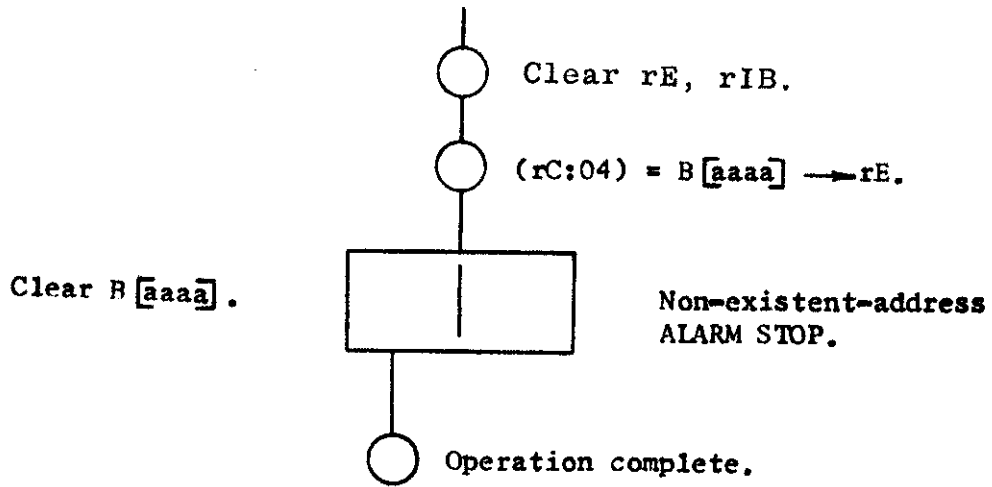 Clear rE, rIB.
(rC:04) = B[aaaa] → rE.
Clear B[aaaa].
Non-existent-address
ALARM STOP.
Operation complete.